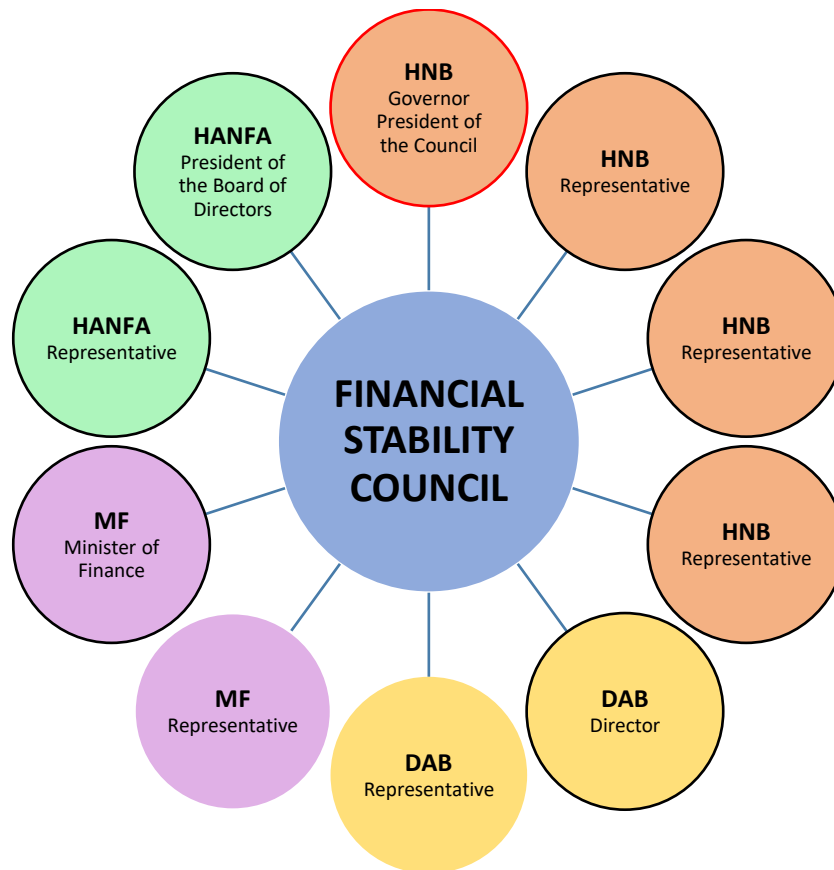 HNB
Governor
President of
the Council
HNB
Representative
HNB
Representative
HNB
Representative
DAB
Director
DAB
Representative
MF
Representative
MF
Minister of
Finance
HANFA
Representative
HANFA
President of
the Board of
Directors
FINANCIAL
STABILITY
COUNCIL